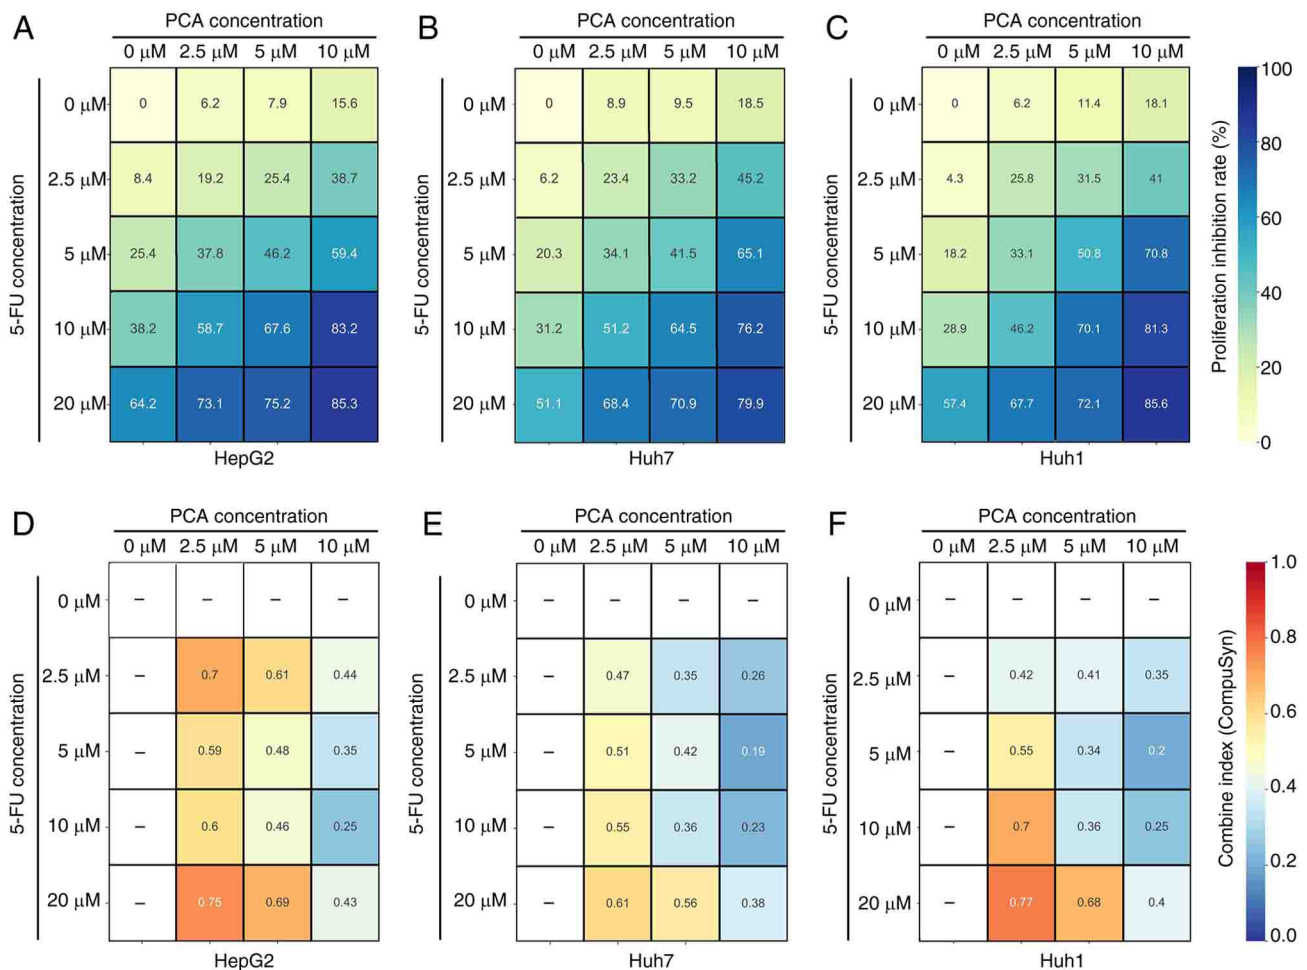 A
PCA concentration
0 μM 2.5 μM 5 μM 10 μM
5-FU concentration
0 μM 0 6.2 7.9 15.6
2.5 μM 8.4 19.2 25.4 38.7
5 μM 25.4 37.8 46.2 59.4
10 μM 38.2 58.7 67.6 83.2
20 μM 64.2 73.1 75.2 85.3
HepG2
B
PCA concentration
0 μM 2.5 μM 5 μM 10 μM
5-FU concentration
0 μM 0 8.9 9.5 18.5
2.5 μM 6.2 23.4 33.2 45.2
5 μM 20.3 34.1 41.5 65.1
10 μM 31.2 51.2 64.5 76.2
20 μM 51.1 68.4 70.9 79.9
Huh7
C
PCA concentration
0 μM 2.5 μM 5 μM 10 μM
5-FU concentration
0 μM 0 6.2 11.4 18.1
2.5 μM 4.3 25.8 31.5 41
5 μM 18.2 33.1 50.8 70.8
10 μM 28.9 46.2 70.1 81.3
20 μM 57.4 67.7 72.1 85.6
Huh1
Proliferation inhibition rate (%)
100
80
60
40
20
0
D
PCA concentration
0 μM 2.5 μM 5 μM 10 μM
5-FU concentration
0 μM – – – –
2.5 μM – 0.7 0.61 0.44
5 μM – 0.59 0.48 0.35
10 μM – 0.6 0.46 0.25
20 μM – 0.75 0.69 0.43
HepG2
E
PCA concentration
0 μM 2.5 μM 5 μM 10 μM
5-FU concentration
0 μM – – – –
2.5 μM – 0.47 0.35 0.26
5 μM – 0.51 0.42 0.19
10 μM – 0.55 0.36 0.23
20 μM – 0.61 0.56 0.38
Huh7
F
PCA concentration
0 μM 2.5 μM 5 μM 10 μM
5-FU concentration
0 μM – – – –
2.5 μM – 0.42 0.41 0.35
5 μM – 0.55 0.34 0.2
10 μM – 0.7 0.36 0.25
20 μM – 0.77 0.68 0.4
Huh1
Combine index (CompuSyn)
1.0
0.8
0.6
0.4
0.2
0.0